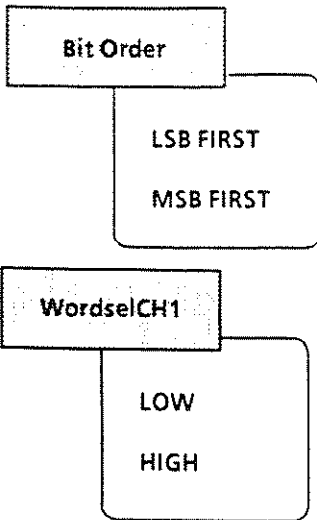 Bit Order
LSB FIRST
MSB FIRST
WordselCH1
LOW
HIGH